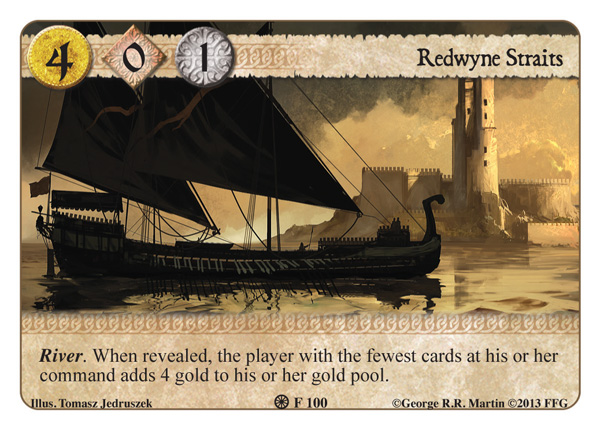 4 0 1 Redwyne Straits
River. When revealed, the player with the fewest cards at his or her
command adds 4 gold to his or her gold pool.
Illus. Tomasz Jedruszek F 100 ©George R.R. Martin ©2013 FFG